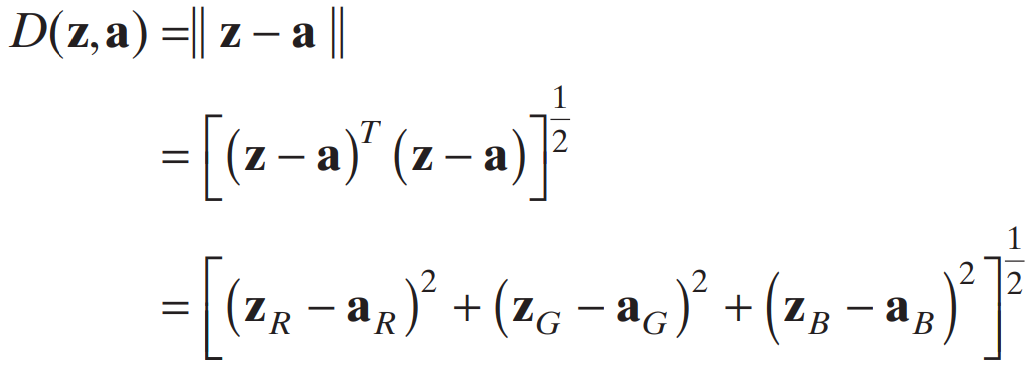 D(𝐳,𝐚) =‖ 𝐳 − 𝐚 ‖
= [(𝐳 − 𝐚)ᵀ (𝐳 − 𝐚)]^{1/2}
= [(𝐳_R − 𝐚_R)² + (𝐳_G − 𝐚_G)² + (𝐳_B − 𝐚_B)²]^{1/2}